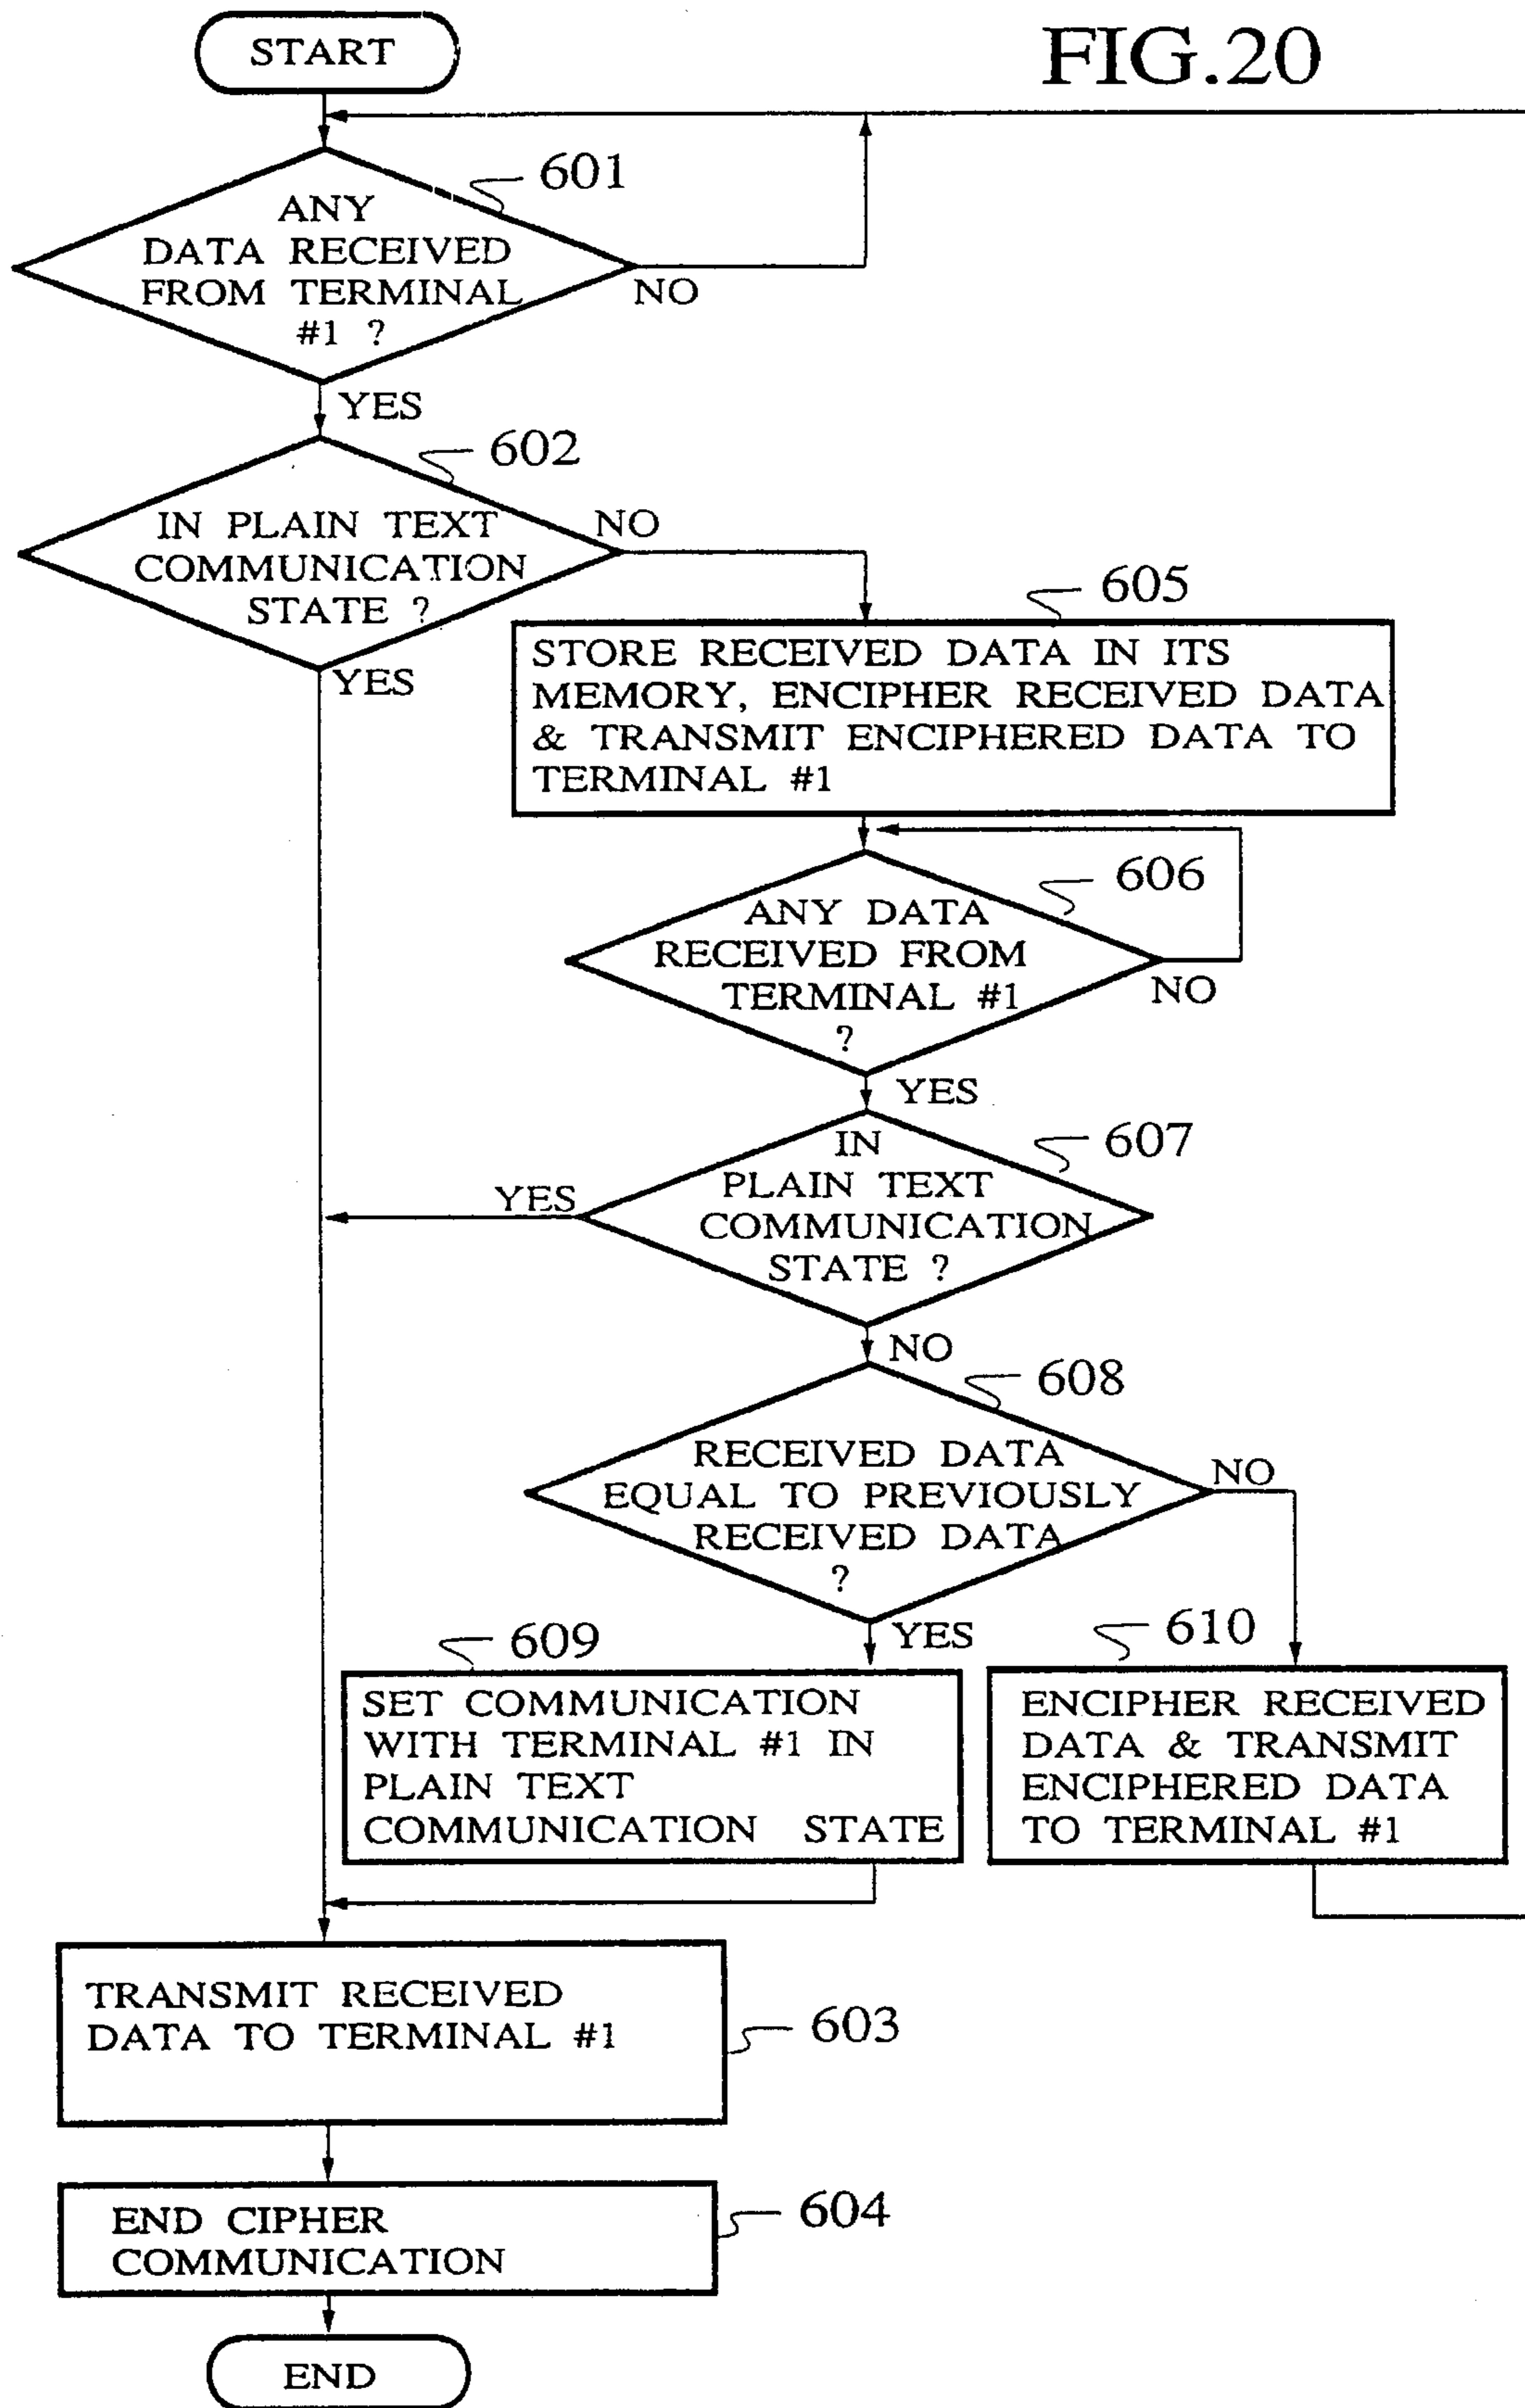 FIG.20
START
601
ANY
DATA RECEIVED
FROM TERMINAL
#1 ?
NO
YES
602
IN PLAIN TEXT
COMMUNICATION
STATE ?
NO
YES
605
STORE RECEIVED DATA IN ITS
MEMORY, ENCIPHER RECEIVED DATA
& TRANSMIT ENCIPHERED DATA TO
TERMINAL #1
606
ANY DATA
RECEIVED FROM
TERMINAL #1
?
NO
YES
607
IN
PLAIN TEXT
COMMUNICATION
STATE ?
YES
NO
608
RECEIVED DATA
EQUAL TO PREVIOUSLY
RECEIVED DATA
?
NO
YES
609
SET COMMUNICATION
WITH TERMINAL #1 IN
PLAIN TEXT
COMMUNICATION STATE
610
ENCIPHER RECEIVED
DATA & TRANSMIT
ENCIPHERED DATA
TO TERMINAL #1
TRANSMIT RECEIVED
DATA TO TERMINAL #1
603
END CIPHER
COMMUNICATION
604
END